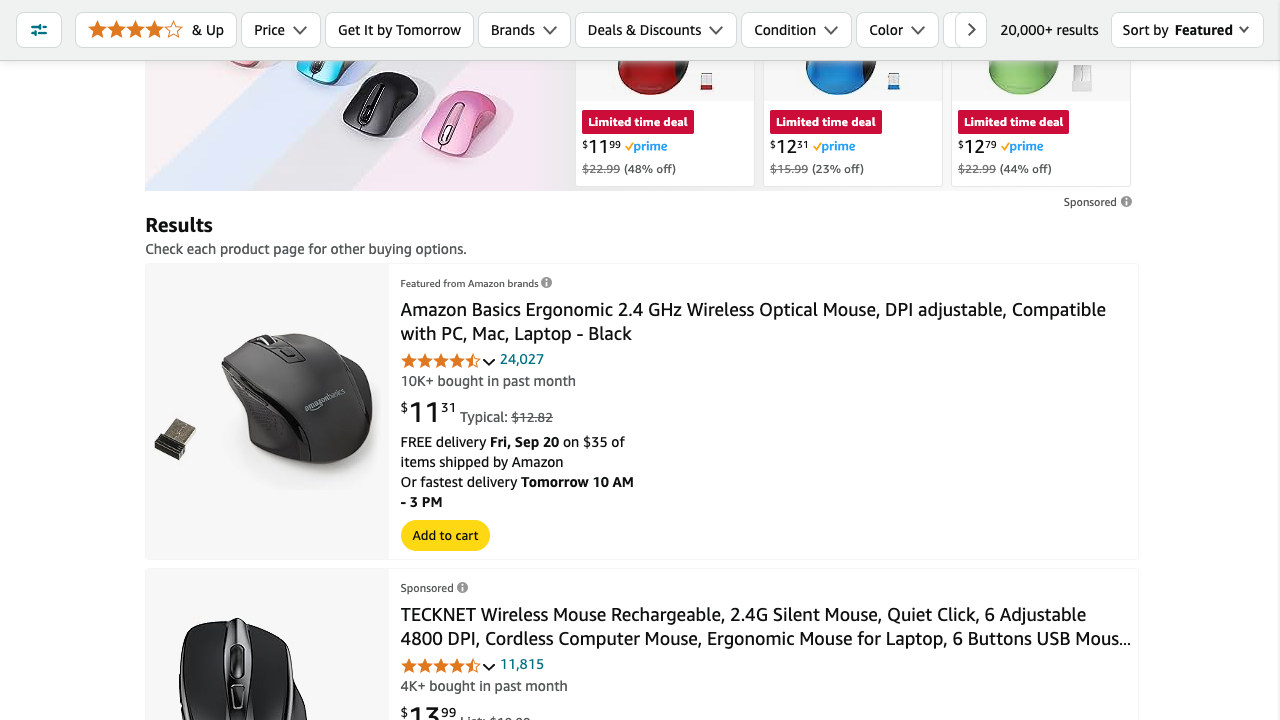 & Up
Price
Get It by Tomorrow
Brands
Deals & Discounts
Condition
Color
20,000+ results
Sort by Featured
Limited time deal
$11 99 prime
$22.99 (48% off)
Limited time deal
$12 31 prime
$15.99 (23% off)
Limited time deal
$12 79 prime
$22.99 (44% off)
Sponsored
Results
Check each product page for other buying options.
amazonbasics
Featured from Amazon brands
Amazon Basics Ergonomic 2.4 GHz Wireless Optical Mouse, DPI adjustable, Compatible
with PC, Mac, Laptop - Black
24,027
10K+ bought in past month
$11 31 Typical: $12.82
FREE delivery Fri, Sep 20 on $35 of
items shipped by Amazon
Or fastest delivery Tomorrow 10 AM
- 3 PM
Add to cart
Sponsored
TECKNET Wireless Mouse Rechargeable, 2.4G Silent Mouse, Quiet Click, 6 Adjustable
4800 DPI, Cordless Computer Mouse, Ergonomic Mouse for Laptop, 6 Buttons USB Mous...
11,815
4K+ bought in past month
$13 99